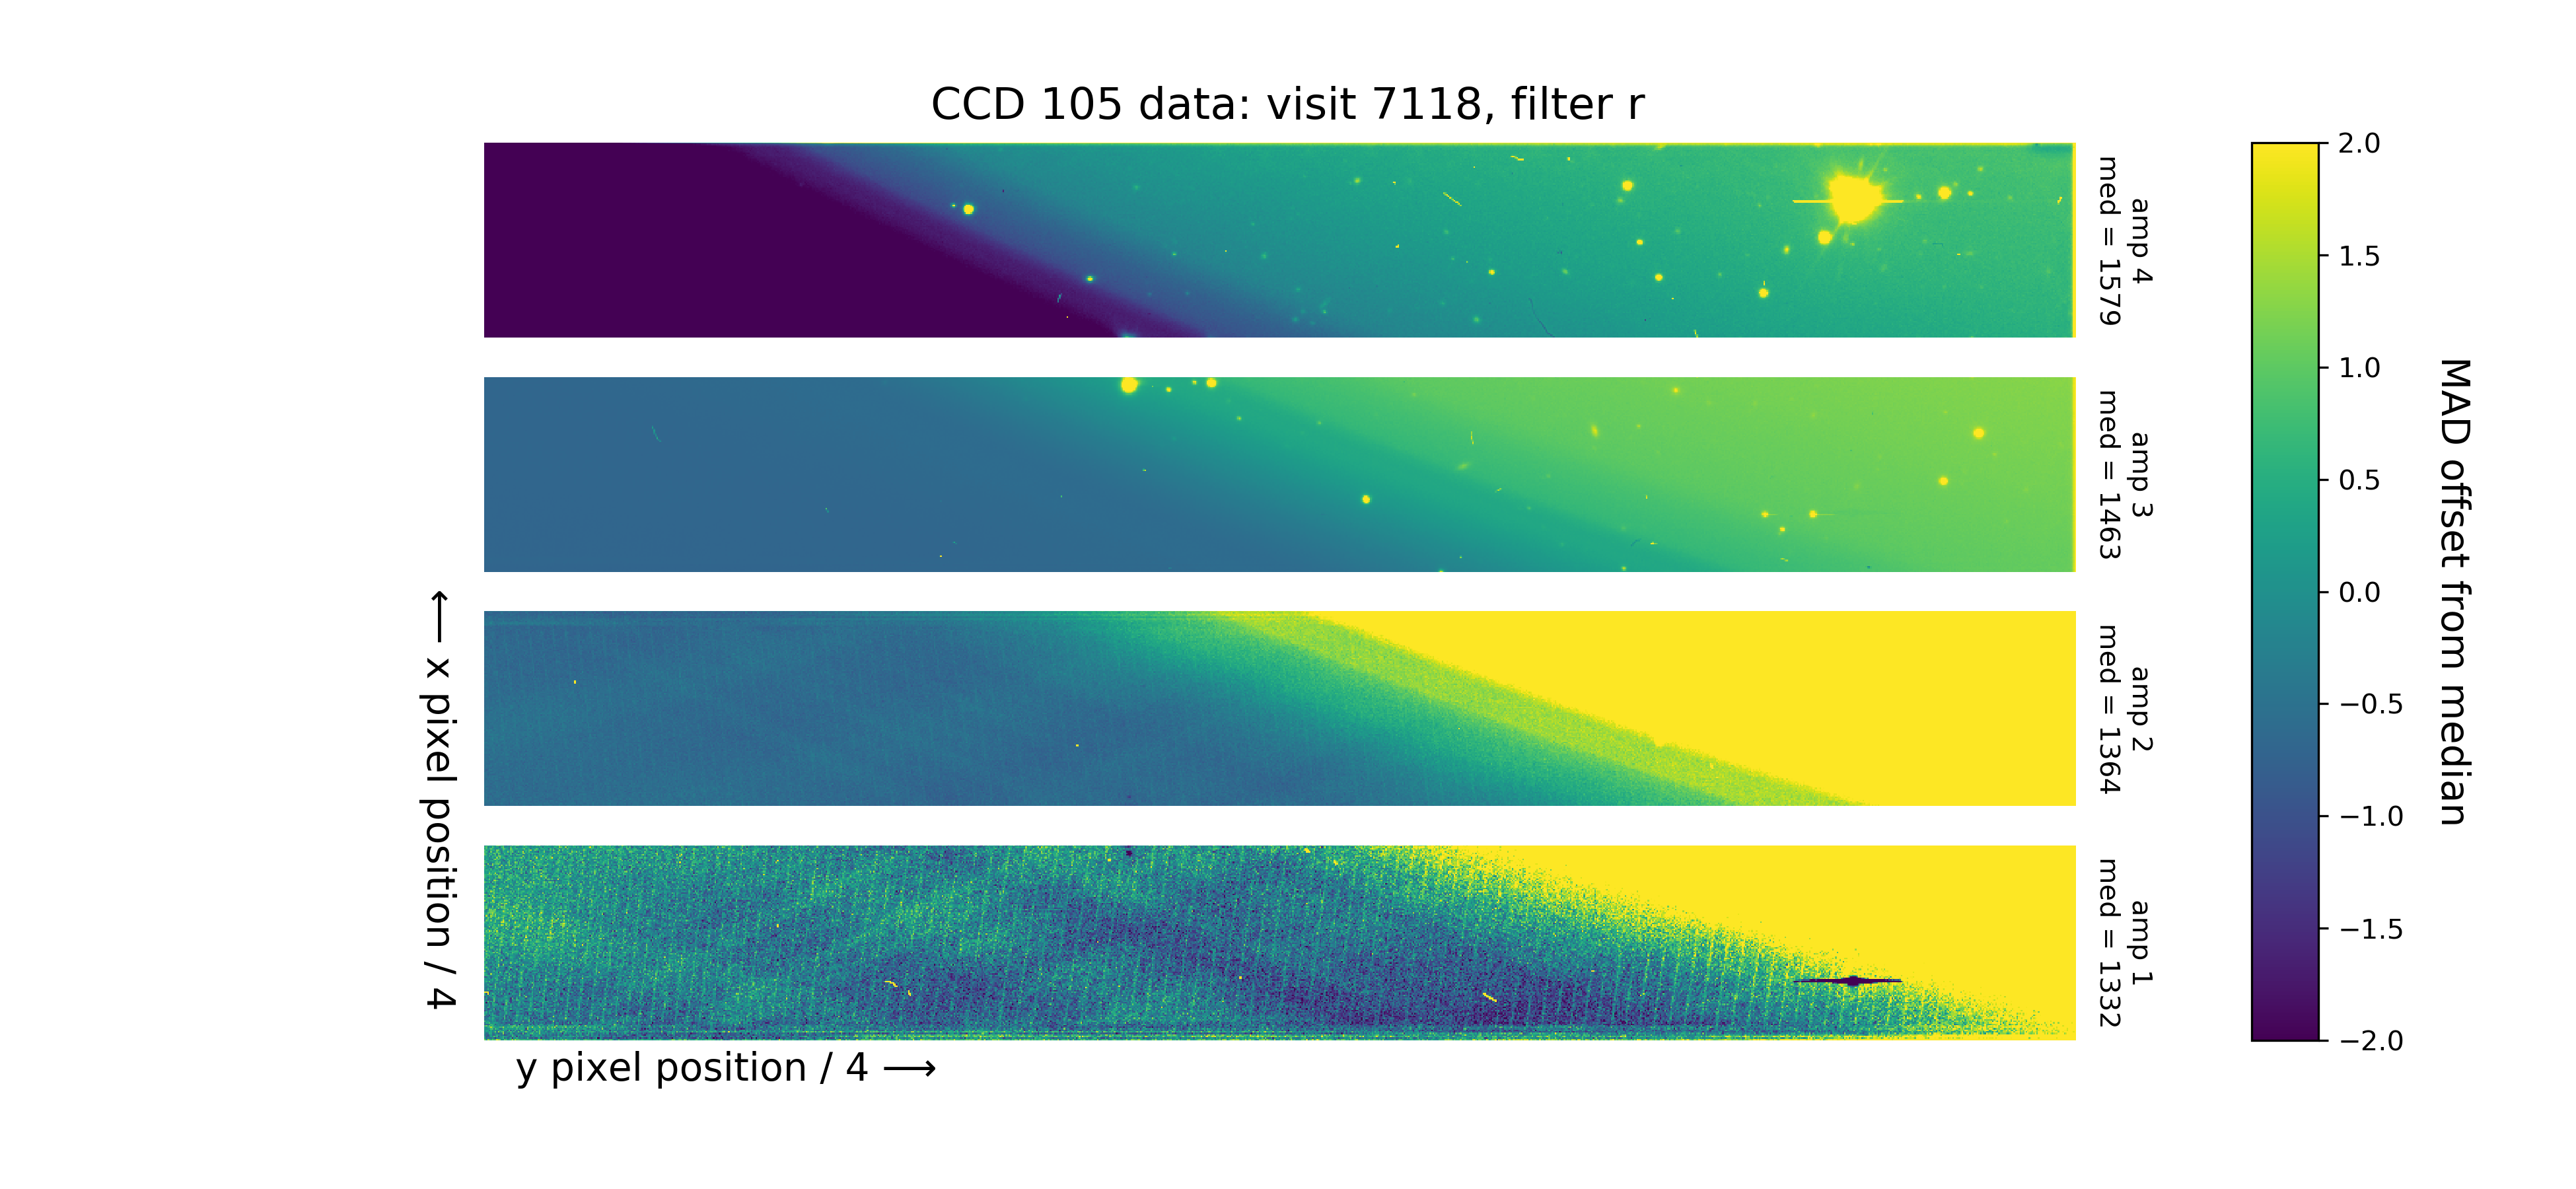 CCD 105 data: visit 7118, filter r
amp 4
med = 1579
amp 3
med = 1463
amp 2
med = 1364
amp 1
med = 1332
⟵ x pixel position / 4
y pixel position / 4 ⟶
2.0
1.5
1.0
0.5
0.0
−0.5
−1.0
−1.5
−2.0
MAD offset from median